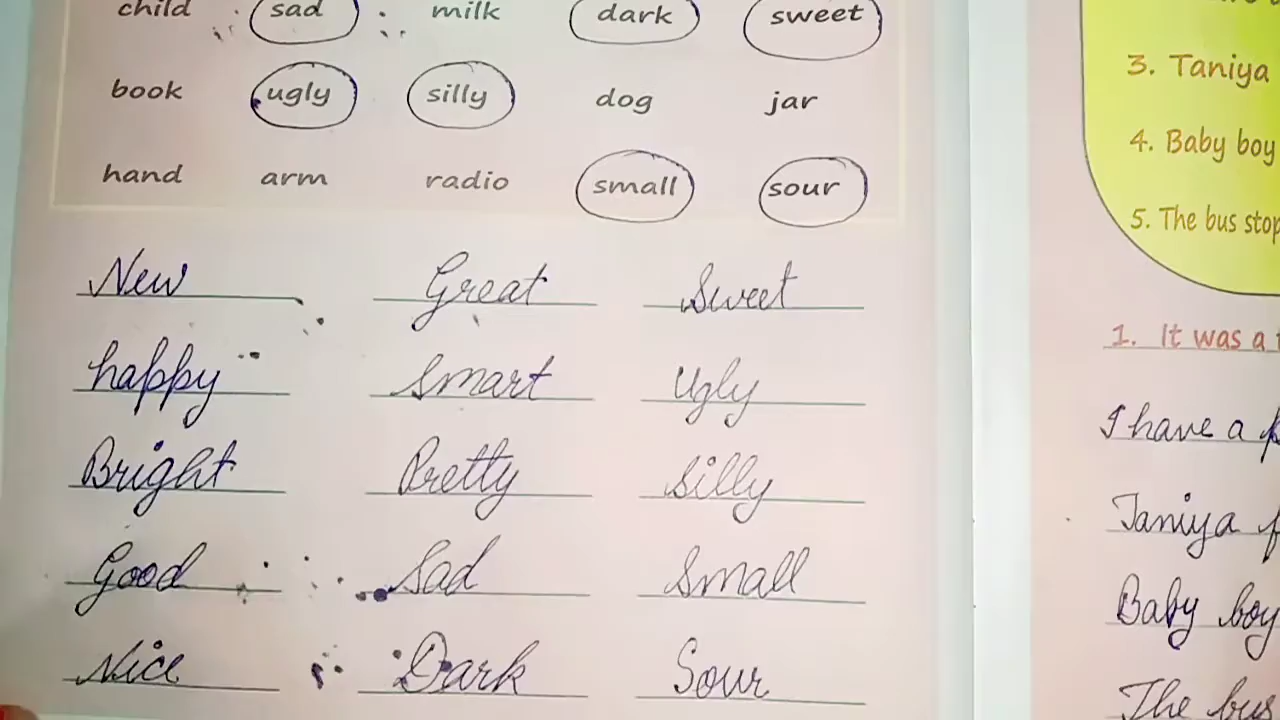 child sad milk dark sweet
book ugly silly dog jar
hand arm radio small sour
New Great Sweet
happy Smart Ugly
Bright Pretty Silly
Good Sad Small
Nice Dark Sour
3. Taniya
4. Baby boy
5. The bus stop
1. It was a
I have a
Taniya
Baby boy
The bus